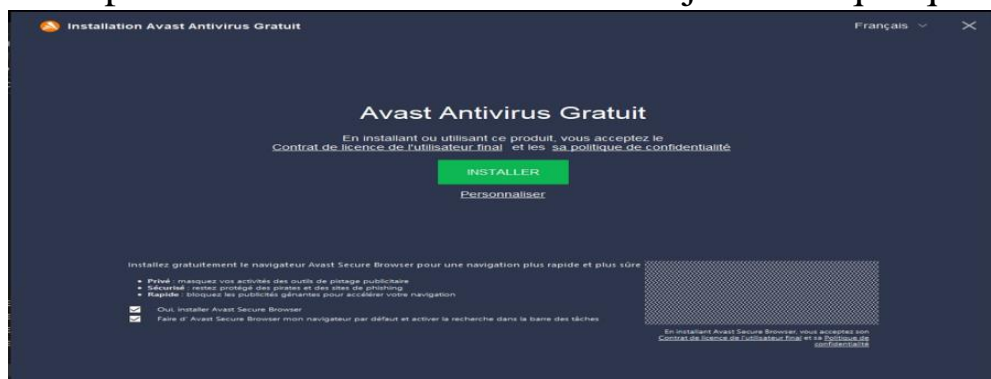 Installation Avast Antivirus Gratuit
Français
Avast Antivirus Gratuit
En installant ou utilisant ce produit, vous acceptez le
Contrat de licence de l'utilisateur final et les sa politique de confidentialité
INSTALLER
Personnaliser
Installez gratuitement le navigateur Avast Secure Browser pour une navigation plus rapide et plus sûre
• Privé : masquez vos activités des outils de pistage publicitaire
• Sécurisé : restez protégé des pirates et des sites de phishing
• Rapide : bloquez les publicités gênantes pour accélérer votre navigation
Oui, installer Avast Secure Browser
Faire d' Avast Secure Browser mon navigateur par défaut et activer la recherche dans la barre des tâches
En installant Avast Secure Browser, vous acceptez son
Contrat de licence de l'utilisateur final et sa Politique de
confidentialité